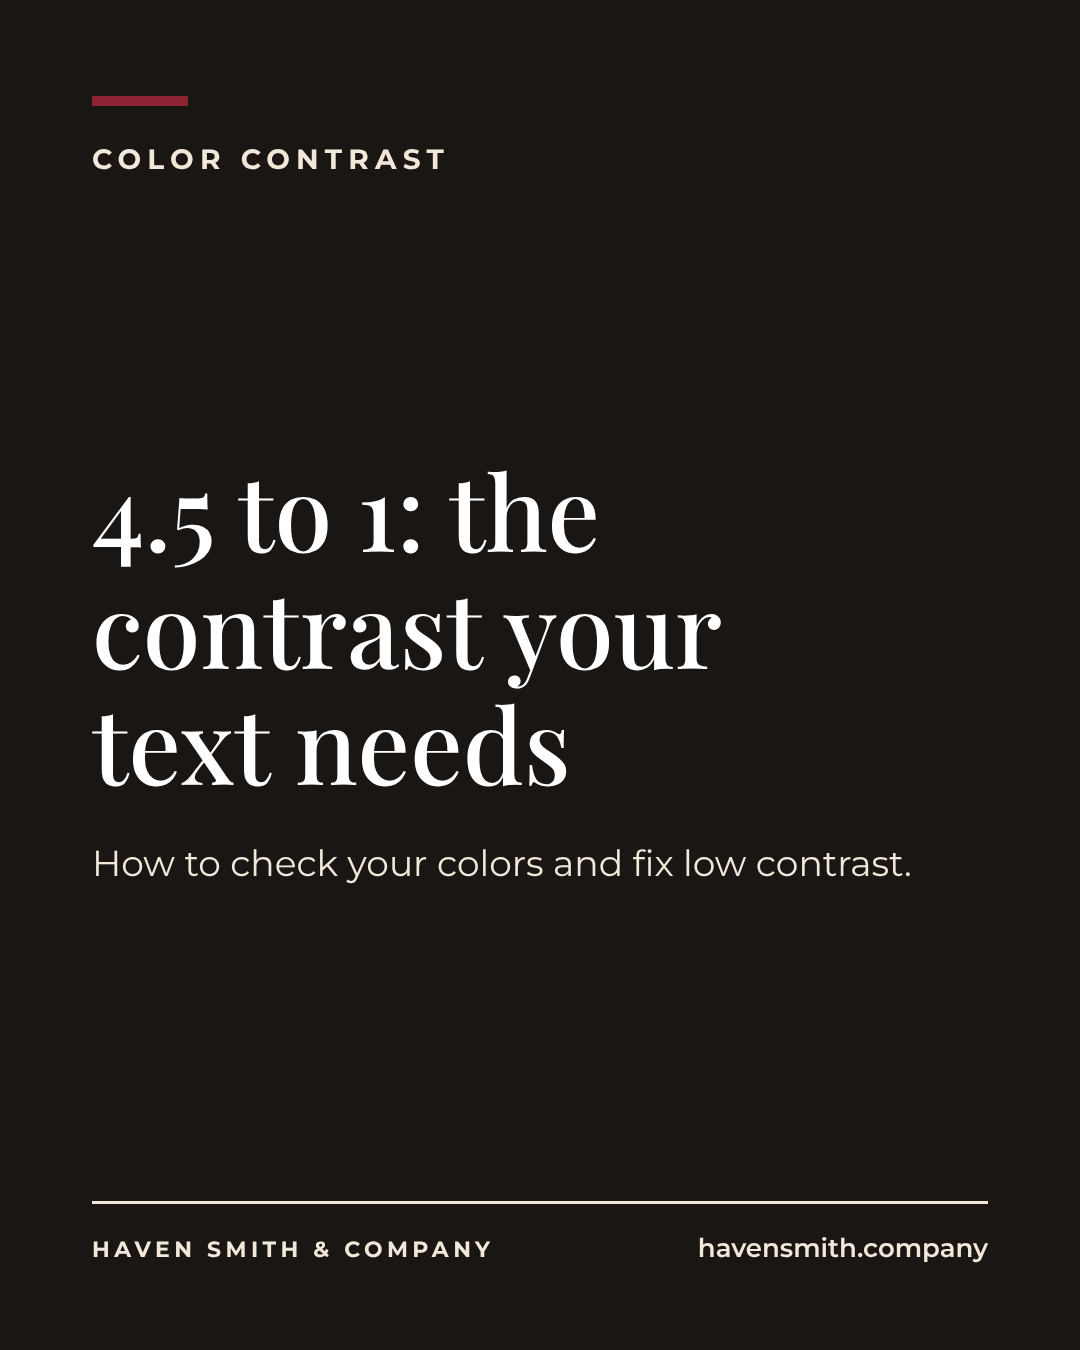 COLOR CONTRAST
4.5 to 1: the
contrast your
text needs
How to check your colors and fix low contrast.
HAVEN SMITH & COMPANY
havensmith.company